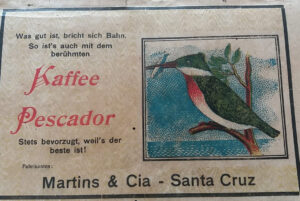 Was gut ist, bricht sich Bahn.
So ist's auch mit dem
berühmten
Kaffee
Pescador
Stets bevorzugt, weil's der
beste ist!
Fabricantes:
Martins & Cia - Santa Cruz